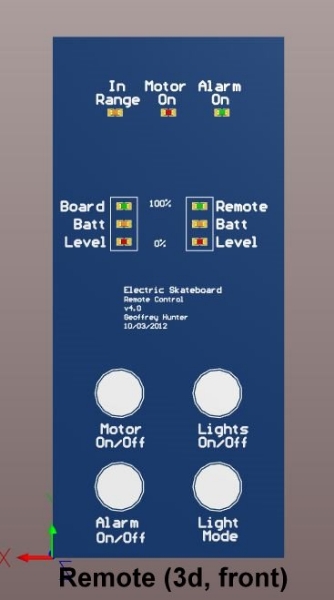 In Motor Alarm
Range On On
Board 100% Remote
Batt Batt
Level 0% Level
Electric Skateboard
Remote Control
v4.0
Geoffrey Hunter
10/03/2012
Motor Lights
On/Off On/Off
Alarm Light
On/Off Mode
X
Remote (3d, front)